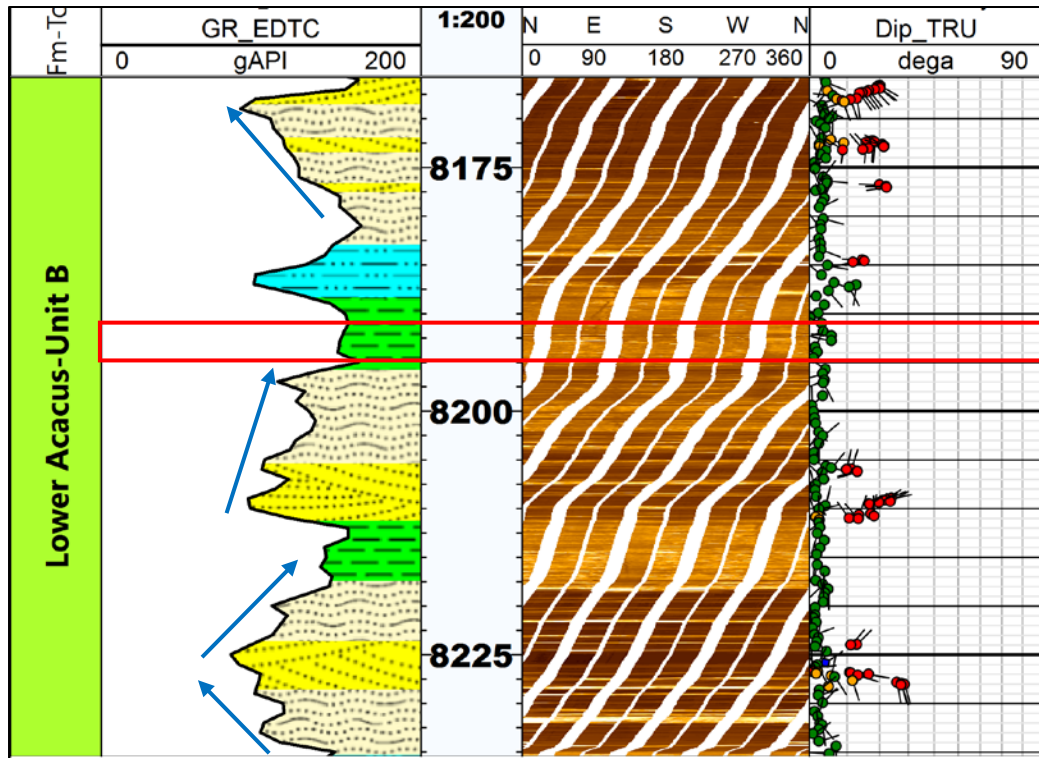 Fm-To
GR_EDTC
0 gAPI 200
1:200
N E S W N
0 90 180 270 360
Dip_TRU
0 dega 90
Lower Acacus-Unit B
8175
8200
8225